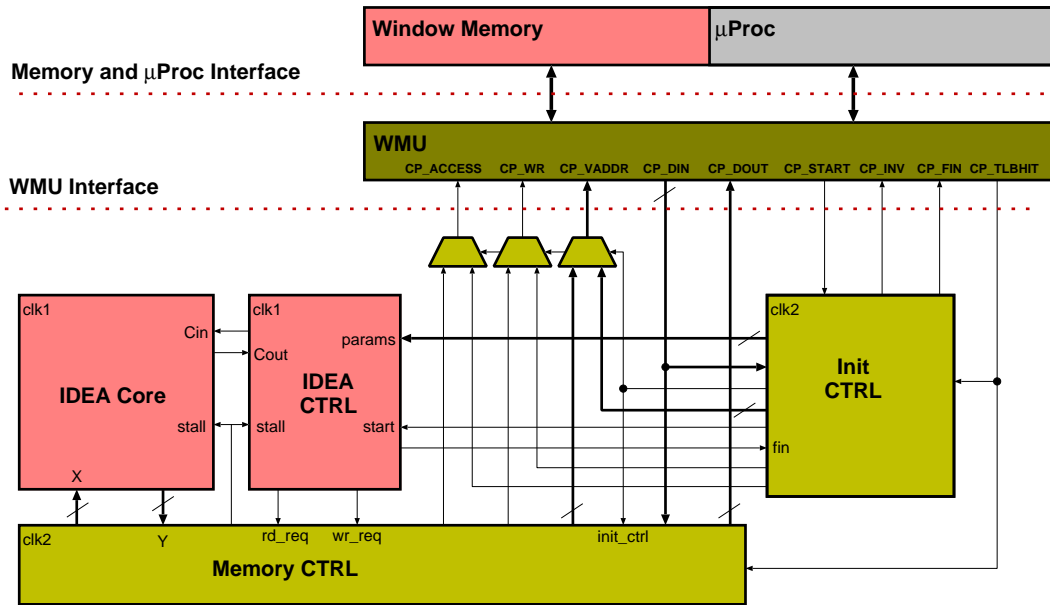 Window Memory
μProc
Memory and μProc Interface
WMU
CP_ACCESS CP_WR CP_VADDR CP_DIN CP_DOUT CP_START CP_INV CP_FIN CP_TLBHIT
WMU Interface
clk1
Cin
IDEA Core
stall
X
clk1
params
Cout
IDEA
CTRL
stall
start
clk2
Init
CTRL
fin
clk2
Y
rd_req
wr_req
init_ctrl
Memory CTRL